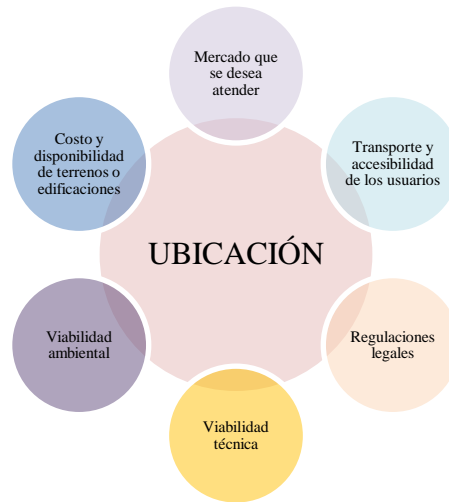 Mercado que
se desea
atender
Costo y
disponibilidad
de terrenos o
edificaciones
Transporte y
accesibilidad
de los usuarios
UBICACIÓN
Viabilidad
ambiental
Regulaciones
legales
Viabilidad
técnica